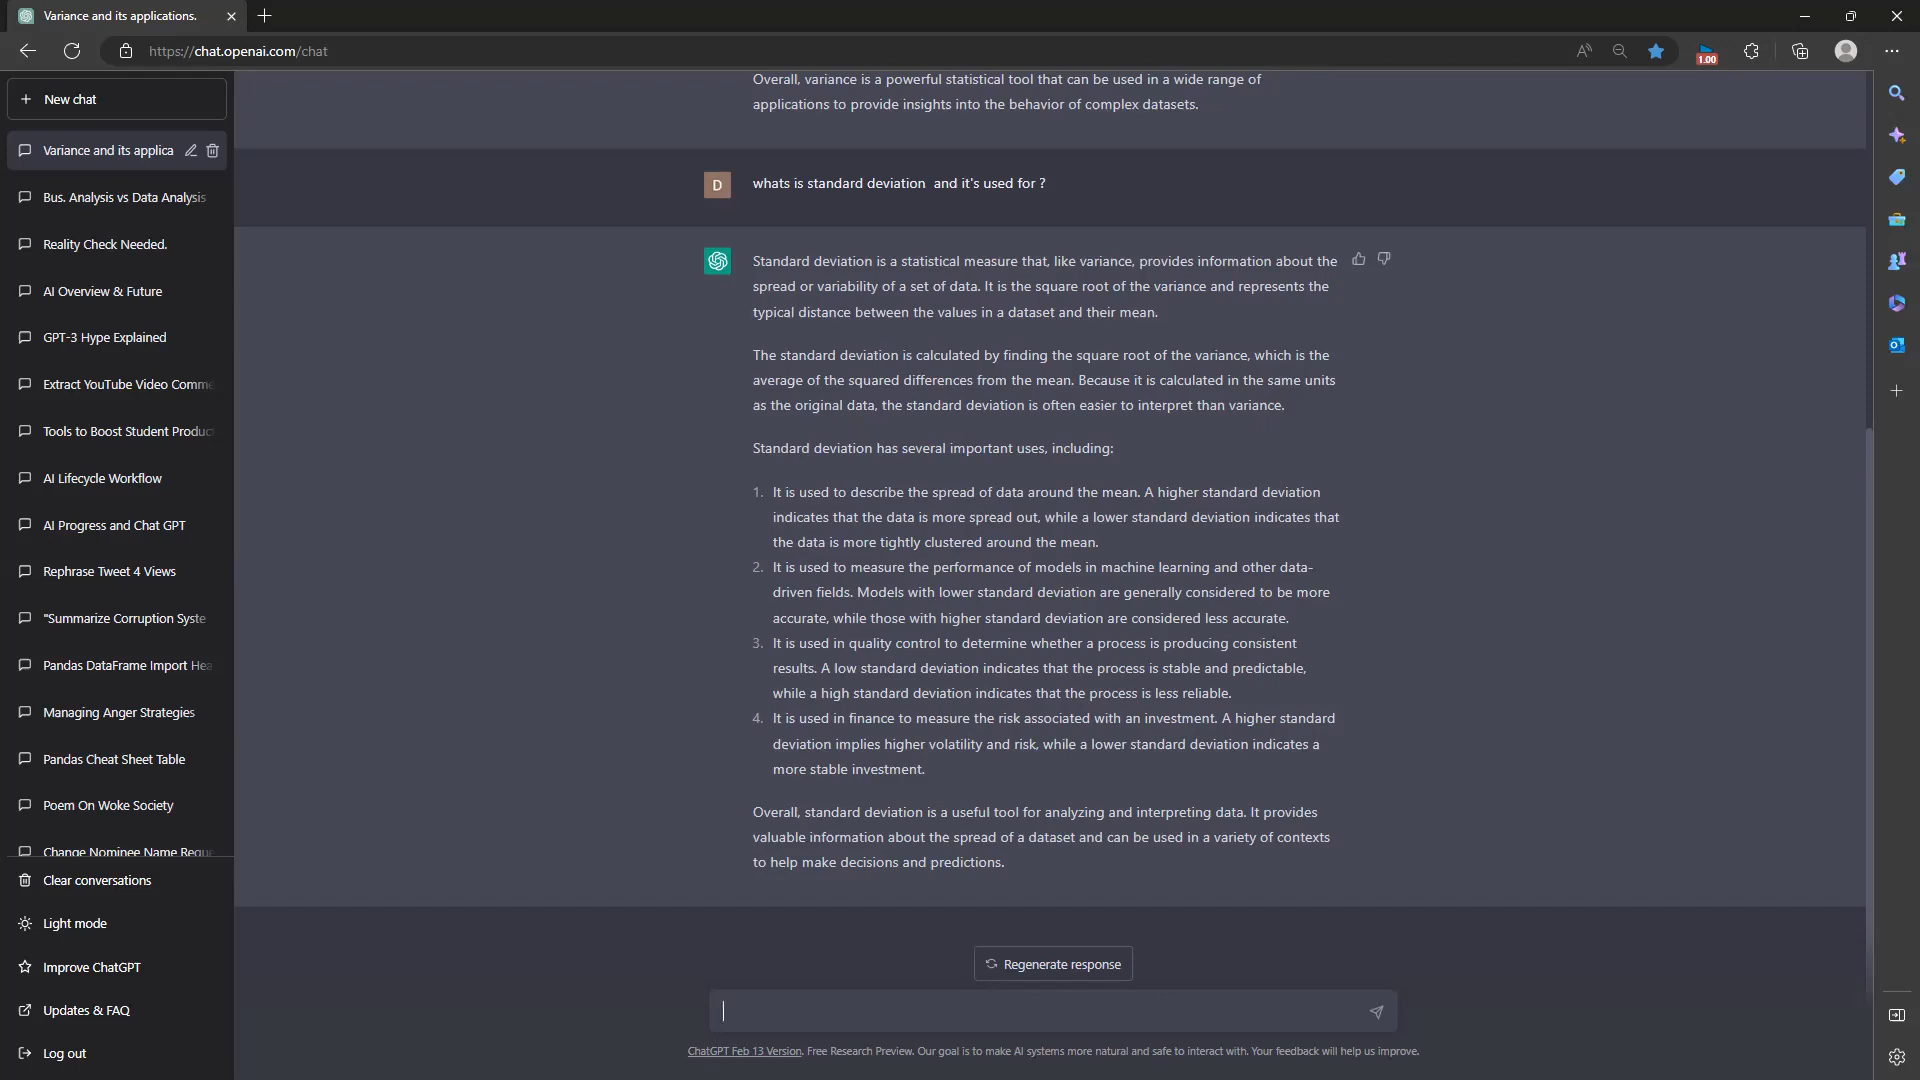 Variance and its applications.
https://chat.openai.com/chat
1.00
New chat
Variance and its applica
Bus. Analysis vs Data Analysis
Reality Check Needed.
AI Overview & Future
GPT-3 Hype Explained
Extract YouTube Video Comme
Tools to Boost Student Produc
AI Lifecycle Workflow
AI Progress and Chat GPT
Rephrase Tweet 4 Views
"Summarize Corruption Syste
Pandas DataFrame Import Hea
Managing Anger Strategies
Pandas Cheat Sheet Table
Poem On Woke Society
Change Nominee Name Reque
Clear conversations
Light mode
Improve ChatGPT
Updates & FAQ
Log out
Overall, variance is a powerful statistical tool that can be used in a wide range of
applications to provide insights into the behavior of complex datasets.
D
whats is standard deviation  and it's used for ?
Standard deviation is a statistical measure that, like variance, provides information about the
spread or variability of a set of data. It is the square root of the variance and represents the
typical distance between the values in a dataset and their mean.
The standard deviation is calculated by finding the square root of the variance, which is the
average of the squared differences from the mean. Because it is calculated in the same units
as the original data, the standard deviation is often easier to interpret than variance.
Standard deviation has several important uses, including:
1. It is used to describe the spread of data around the mean. A higher standard deviation
indicates that the data is more spread out, while a lower standard deviation indicates that
the data is more tightly clustered around the mean.
2. It is used to measure the performance of models in machine learning and other data-
driven fields. Models with lower standard deviation are generally considered to be more
accurate, while those with higher standard deviation are considered less accurate.
3. It is used in quality control to determine whether a process is producing consistent
results. A low standard deviation indicates that the process is stable and predictable,
while a high standard deviation indicates that the process is less reliable.
4. It is used in finance to measure the risk associated with an investment. A higher standard
deviation implies higher volatility and risk, while a lower standard deviation indicates a
more stable investment.
Overall, standard deviation is a useful tool for analyzing and interpreting data. It provides
valuable information about the spread of a dataset and can be used in a variety of contexts
to help make decisions and predictions.
Regenerate response
ChatGPT Feb 13 Version. Free Research Preview. Our goal is to make AI systems more natural and safe to interact with. Your feedback will help us improve.